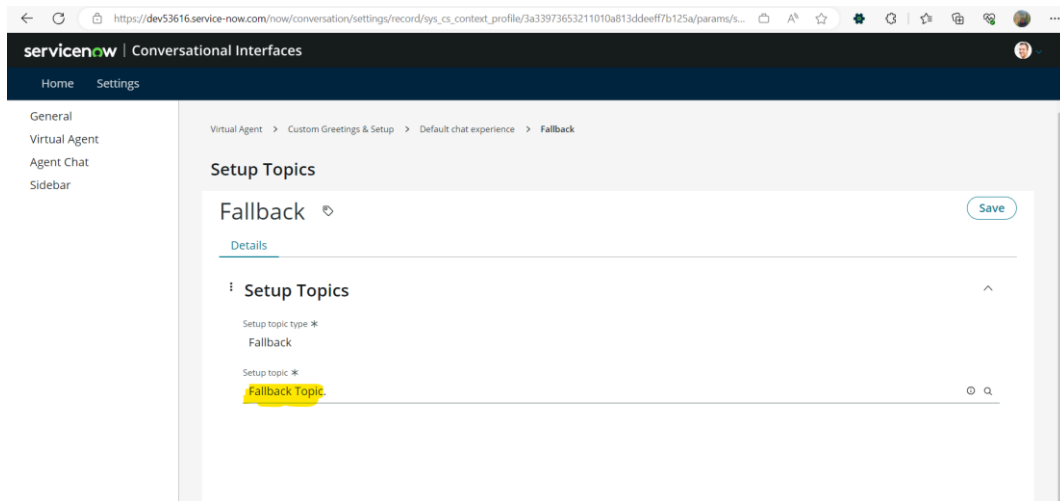 https://dev53616.service-now.com/now/conversation/settings/record/sys_cs_context_profile/3a33973653211010a813ddeeff7b125a/params/s...
servicenow | Conversational Interfaces
Home Settings
General
Virtual Agent
Agent Chat
Sidebar
Virtual Agent > Custom Greetings & Setup > Default chat experience > Fallback
Setup Topics
Fallback
Save
Details
Setup Topics
Setup topic type *
Fallback
Setup topic *
Fallback Topic.